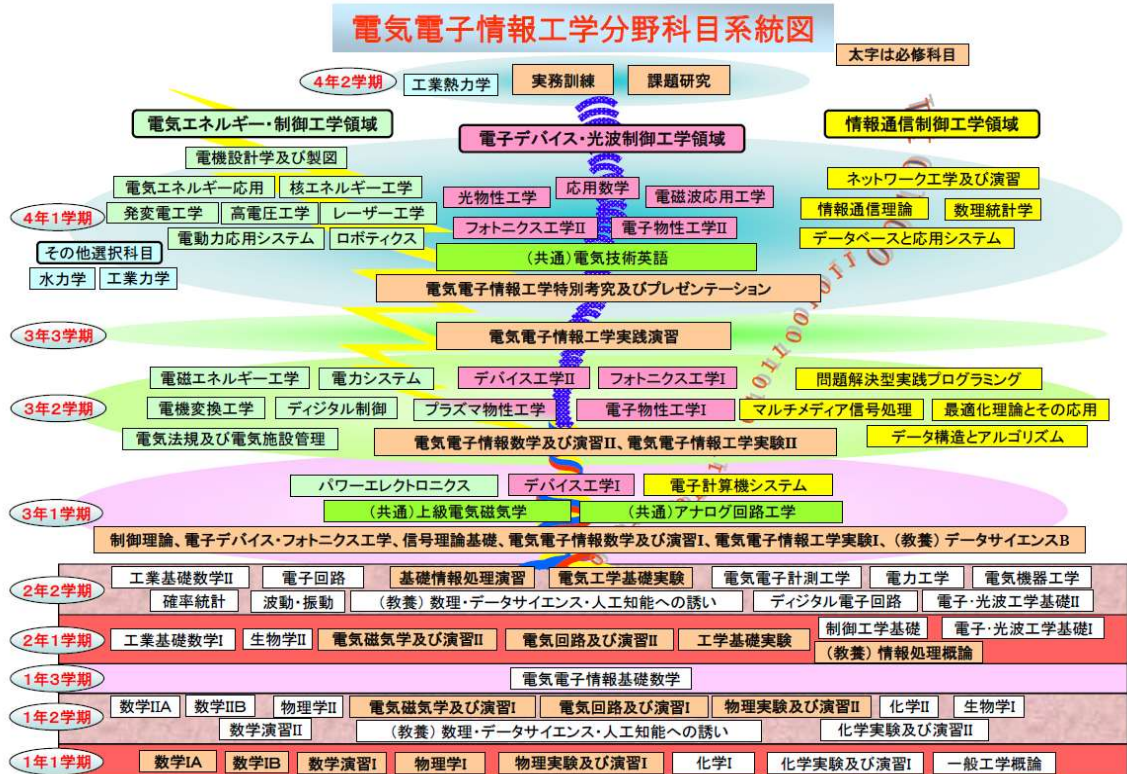 電気電子情報工学分野科目系統図
太字は必修科目
4年2学期
工業熱力学
実務訓練
課題研究
電気エネルギー・制御工学領域
電子デバイス・光波制御工学領域
情報通信制御工学領域
電機設計学及び製図
電気エネルギー応用
核エネルギー工学
光物性工学
応用数学
電磁波応用工学
ネットワーク工学及び演習
4年1学期
発変電工学
高電圧工学
レーザー工学
フォトニクス工学II
電子物性工学II
情報通信理論
数理統計学
電動力応用システム
ロボティクス
データベースと応用システム
その他選択科目
(共通)電気技術英語
水力学
工業力学
電気電子情報工学特別考究及びプレゼンテーション
3年3学期
電気電子情報工学実践演習
電磁エネルギー工学
電力システム
デバイス工学II
フォトニクス工学I
問題解決型実践プログラミング
3年2学期
電機変換工学
ディジタル制御
プラズマ物性工学
電子物性工学I
マルチメディア信号処理
最適化理論とその応用
電気法規及び電気施設管理
電気電子情報数学及び演習II、電気電子情報工学実験II
データ構造とアルゴリズム
パワーエレクトロニクス
デバイス工学I
電子計算機システム
3年1学期
(共通)上級電気磁気学
(共通)アナログ回路工学
制御理論、電子デバイス・フォトニクス工学、信号理論基礎、電気電子情報数学及び演習I、電気電子情報工学実験I、(教養) データサイエンスB
2年2学期
工業基礎数学II
電子回路
基礎情報処理演習
電気工学基礎実験
電気電子計測工学
電力工学
電気機器工学
確率統計
波動・振動
(教養) 数理・データサイエンス・人工知能への誘い
ディジタル電子回路
電子・光波工学基礎II
2年1学期
工業基礎数学I
生物学II
電気磁気学及び演習II
電気回路及び演習II
工学基礎実験
制御工学基礎
電子・光波工学基礎I
(教養) 情報処理概論
1年3学期
電気電子情報基礎数学
1年2学期
数学IIA
数学IIB
物理学II
電気磁気学及び演習I
電気回路及び演習I
物理実験及び演習II
化学II
生物学I
数学演習II
(教養) 数理・データサイエンス・人工知能への誘い
化学実験及び演習II
1年1学期
数学IA
数学IB
数学演習I
物理学I
物理実験及び演習I
化学I
化学実験及び演習I
一般工学概論